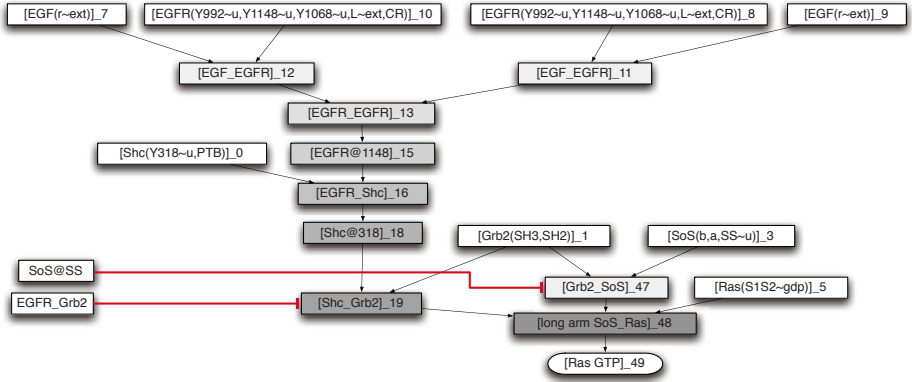 [EGF(r~ext)]_7
[EGFR(Y992~u,Y1148~u,Y1068~u,L~ext,CR)]_10
[EGFR(Y992~u,Y1148~u,Y1068~u,L~ext,CR)]_8
[EGF(r~ext)]_9
[EGF_EGFR]_12
[EGF_EGFR]_11
[EGFR_EGFR]_13
[Shc(Y318~u,PTB)]_0
[EGFR@1148]_15
[EGFR_Shc]_16
[Shc@318]_18
[Grb2(SH3,SH2)]_1
[SoS(b,a,SS~u)]_3
SoS@SS
[Grb2_SoS]_47
[Ras(S1S2~gdp)]_5
EGFR_Grb2
[Shc_Grb2]_19
[long arm SoS_Ras]_48
[Ras GTP]_49